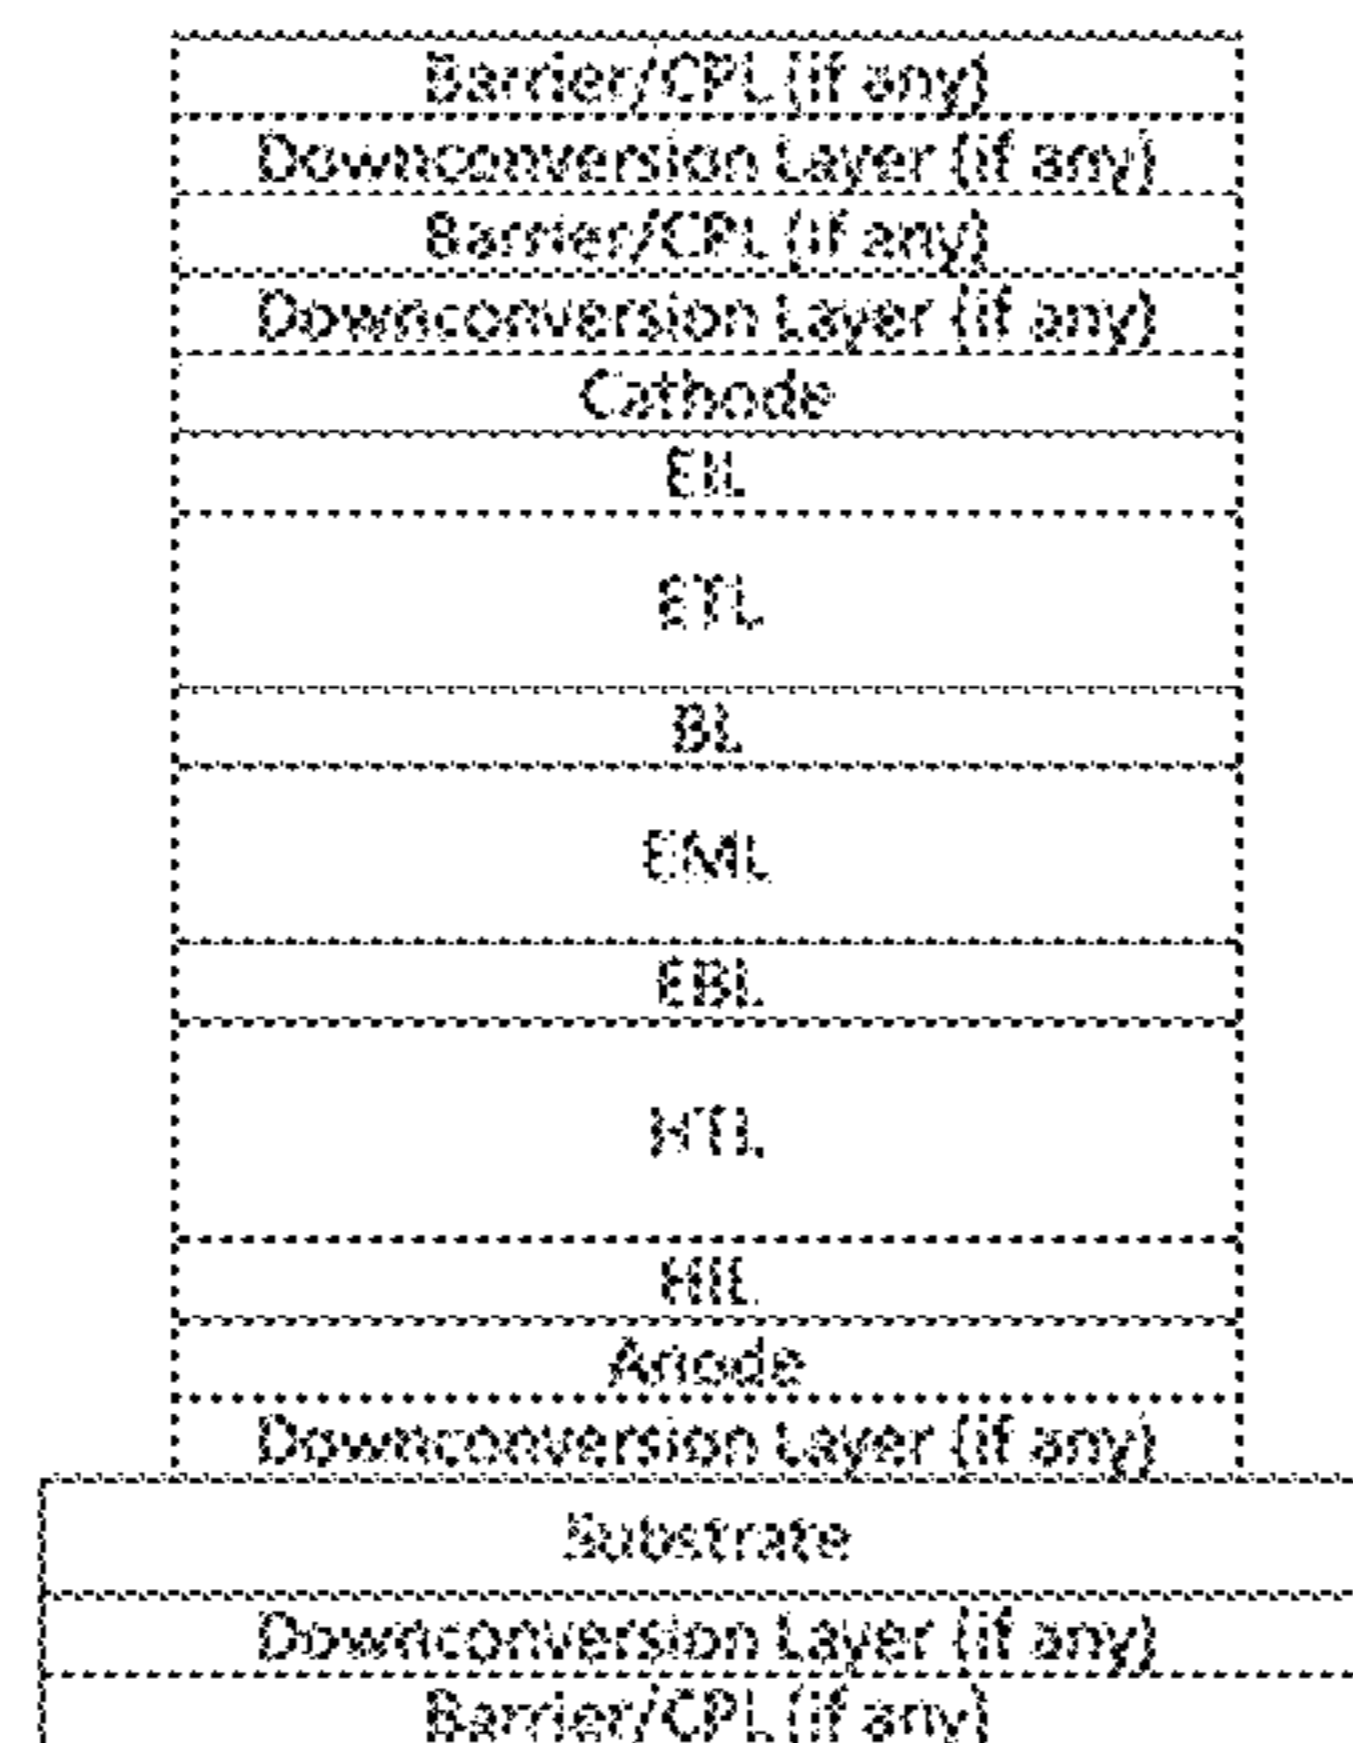 Barrier/CPL (if any)
Downconversion Layer (if any)
Barrier/CPL (if any)
Downconversion Layer (if any)
Cathode
EIL
ETL
BL
EML
EBL
HTL
HIL
Anode
Downconversion Layer (if any)
Substrate
Downconversion Layer (if any)
Barrier/CPL (if any)